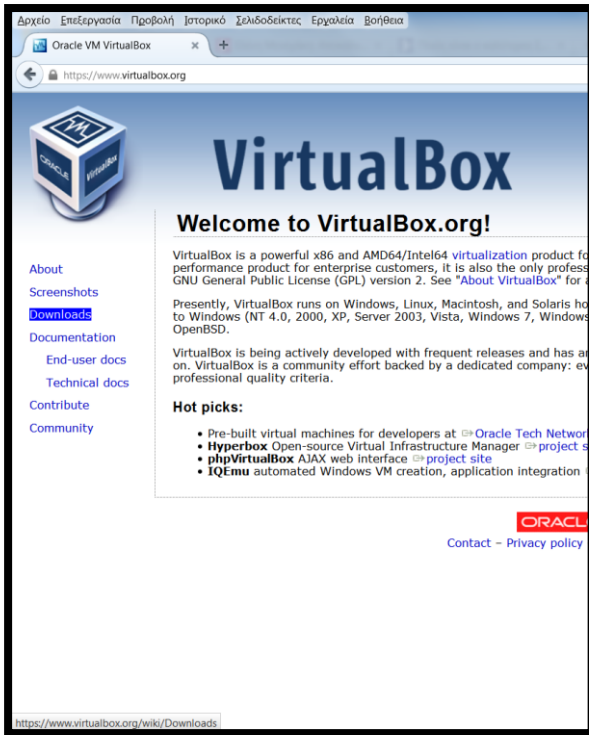 Αρχείο Επεξεργασία Προβολή Ιστορικό Σελιδοδείκτες Εργαλεία Βοήθεια
Oracle VM VirtualBox × +
https://www.virtualbox.org
ORACLE VirtualBox
VirtualBox
Welcome to VirtualBox.org!
About
Screenshots
Downloads
Documentation
End-user docs
Technical docs
Contribute
Community
VirtualBox is a powerful x86 and AMD64/Intel64 virtualization product fo
performance product for enterprise customers, it is also the only profess
GNU General Public License (GPL) version 2. See "About VirtualBox" for
Presently, VirtualBox runs on Windows, Linux, Macintosh, and Solaris ho
to Windows (NT 4.0, 2000, XP, Server 2003, Vista, Windows 7, Windows
OpenBSD.
VirtualBox is being actively developed with frequent releases and has an
on. VirtualBox is a community effort backed by a dedicated company: ev
professional quality criteria.
Hot picks:
• Pre-built virtual machines for developers at Oracle Tech Networ
• Hyperbox Open-source Virtual Infrastructure Manager project s
• phpVirtualBox AJAX web interface project site
• IQEmu automated Windows VM creation, application integration
ORACL
Contact – Privacy policy
https://www.virtualbox.org/wiki/Downloads